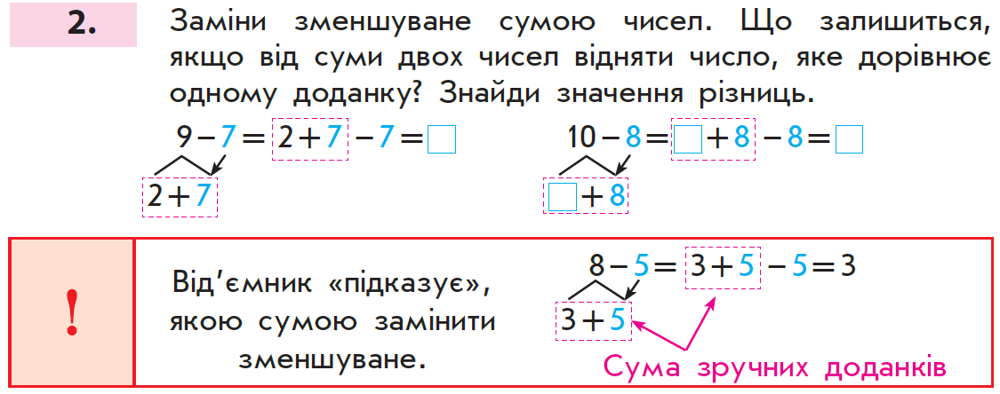 2. Заміни зменшуване сумою чисел. Що залишиться,
якщо від суми двох чисел відняти число, яке дорівнює
одному доданку? Знайди значення різниць.
9 – 7 = 2 + 7 – 7 = □
10 – 8 = □ + 8 – 8 = □
2 + 7
□ + 8
!
Від'ємник «підказує»,
якою сумою замінити
зменшуване.
8 – 5 = 3 + 5 – 5 = 3
3 + 5
Сума зручних доданків